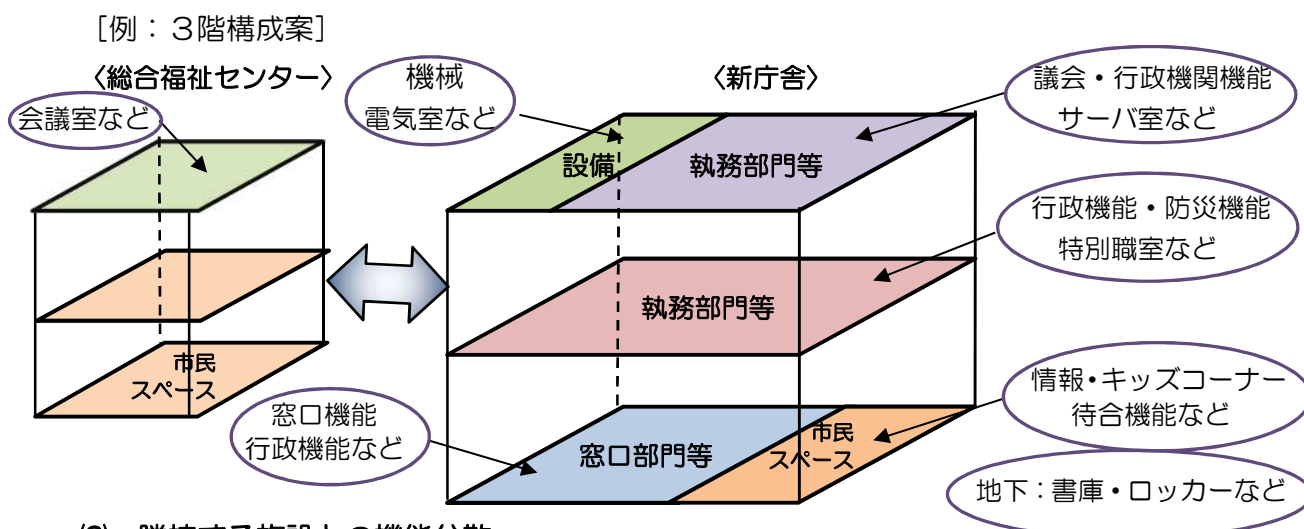 ［例：３階構成案］
〈総合福祉センター〉
会議室など
機械
電気室など
〈新庁舎〉
議会・行政機関機能
サーバ室など
設備
執務部門等
行政機能・防災機能
特別職室など
執務部門等
市民
スペース
窓口機能
行政機能など
窓口部門等
市民
スペース
情報・キッズコーナー
待合機能など
地下：書庫・ロッカーなど